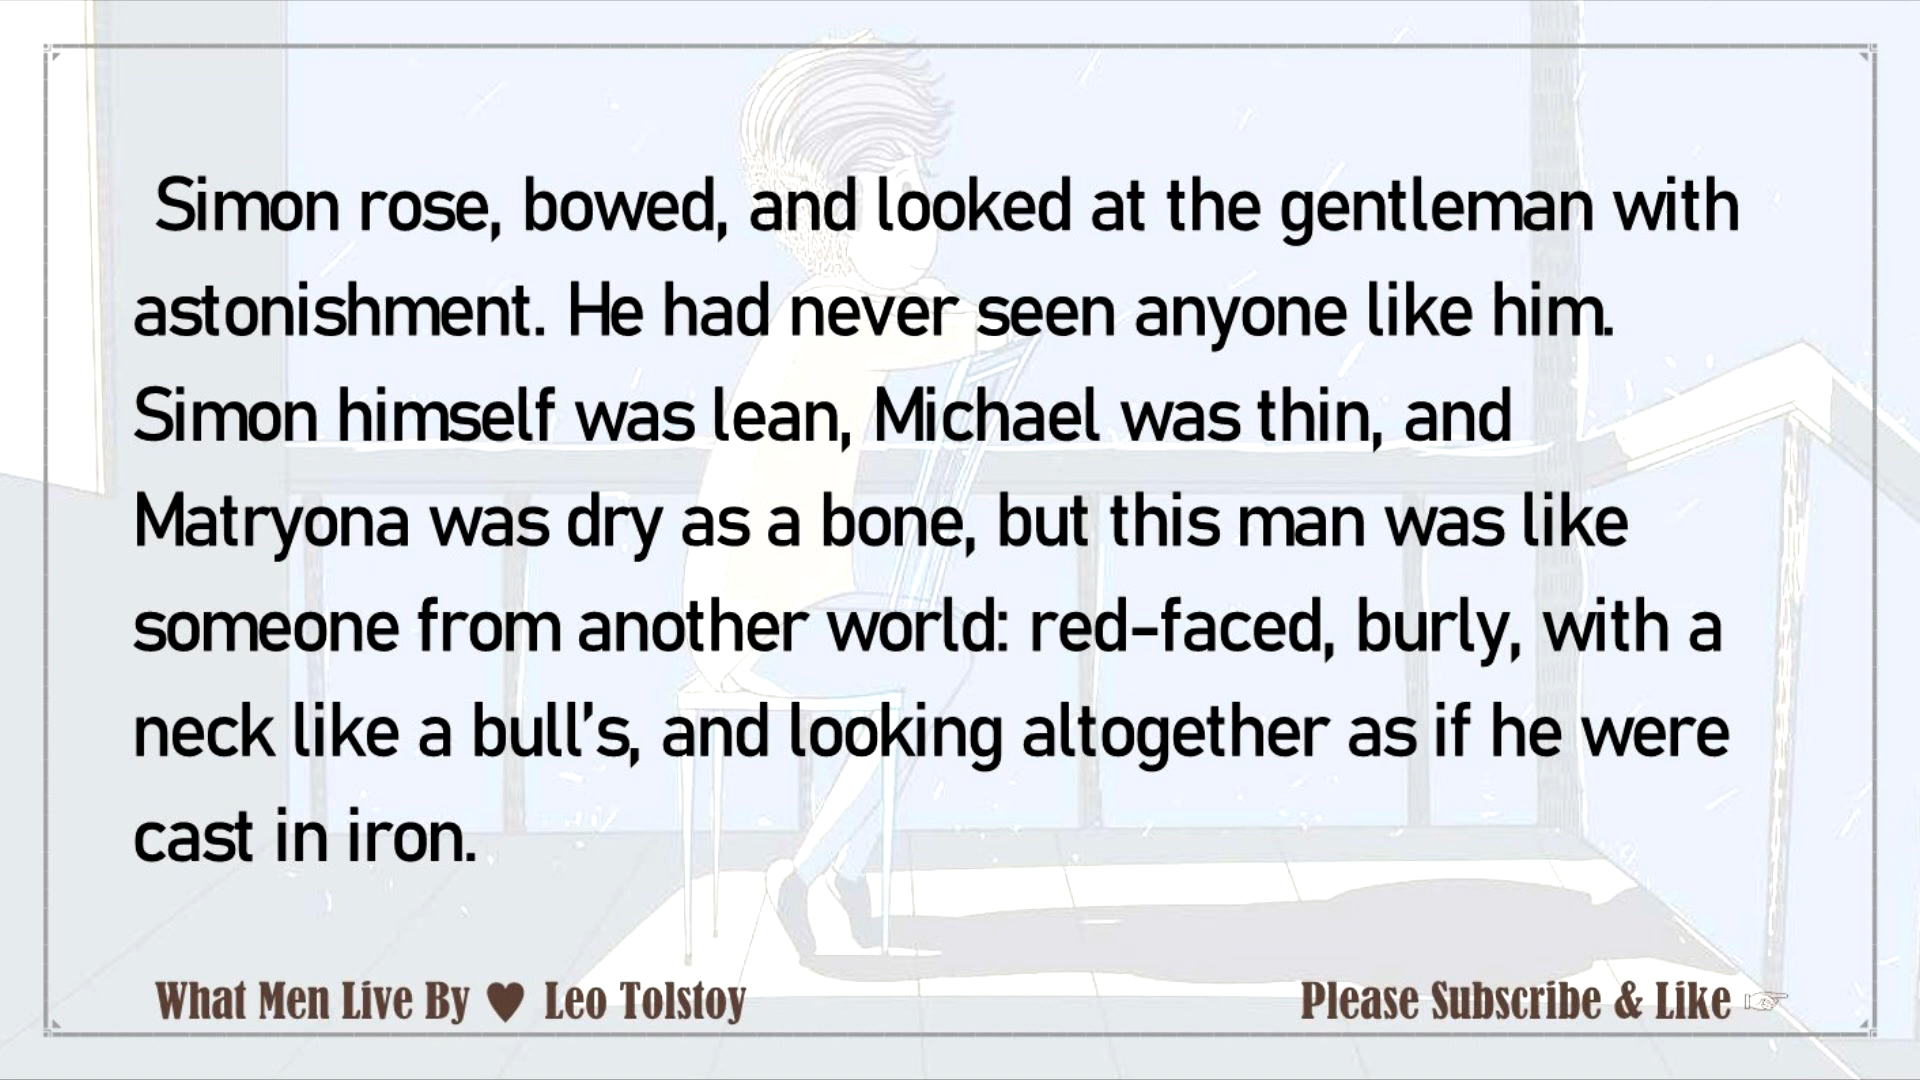 Simon rose, bowed, and looked at the gentleman with
astonishment. He had never seen anyone like him.
Simon himself was lean, Michael was thin, and
Matryona was dry as a bone, but this man was like
someone from another world: red-faced, burly, with a
neck like a bull’s, and looking altogether as if he were
cast in iron.
What Men Live By ♥ Leo Tolstoy
Please Subscribe & Like ☞